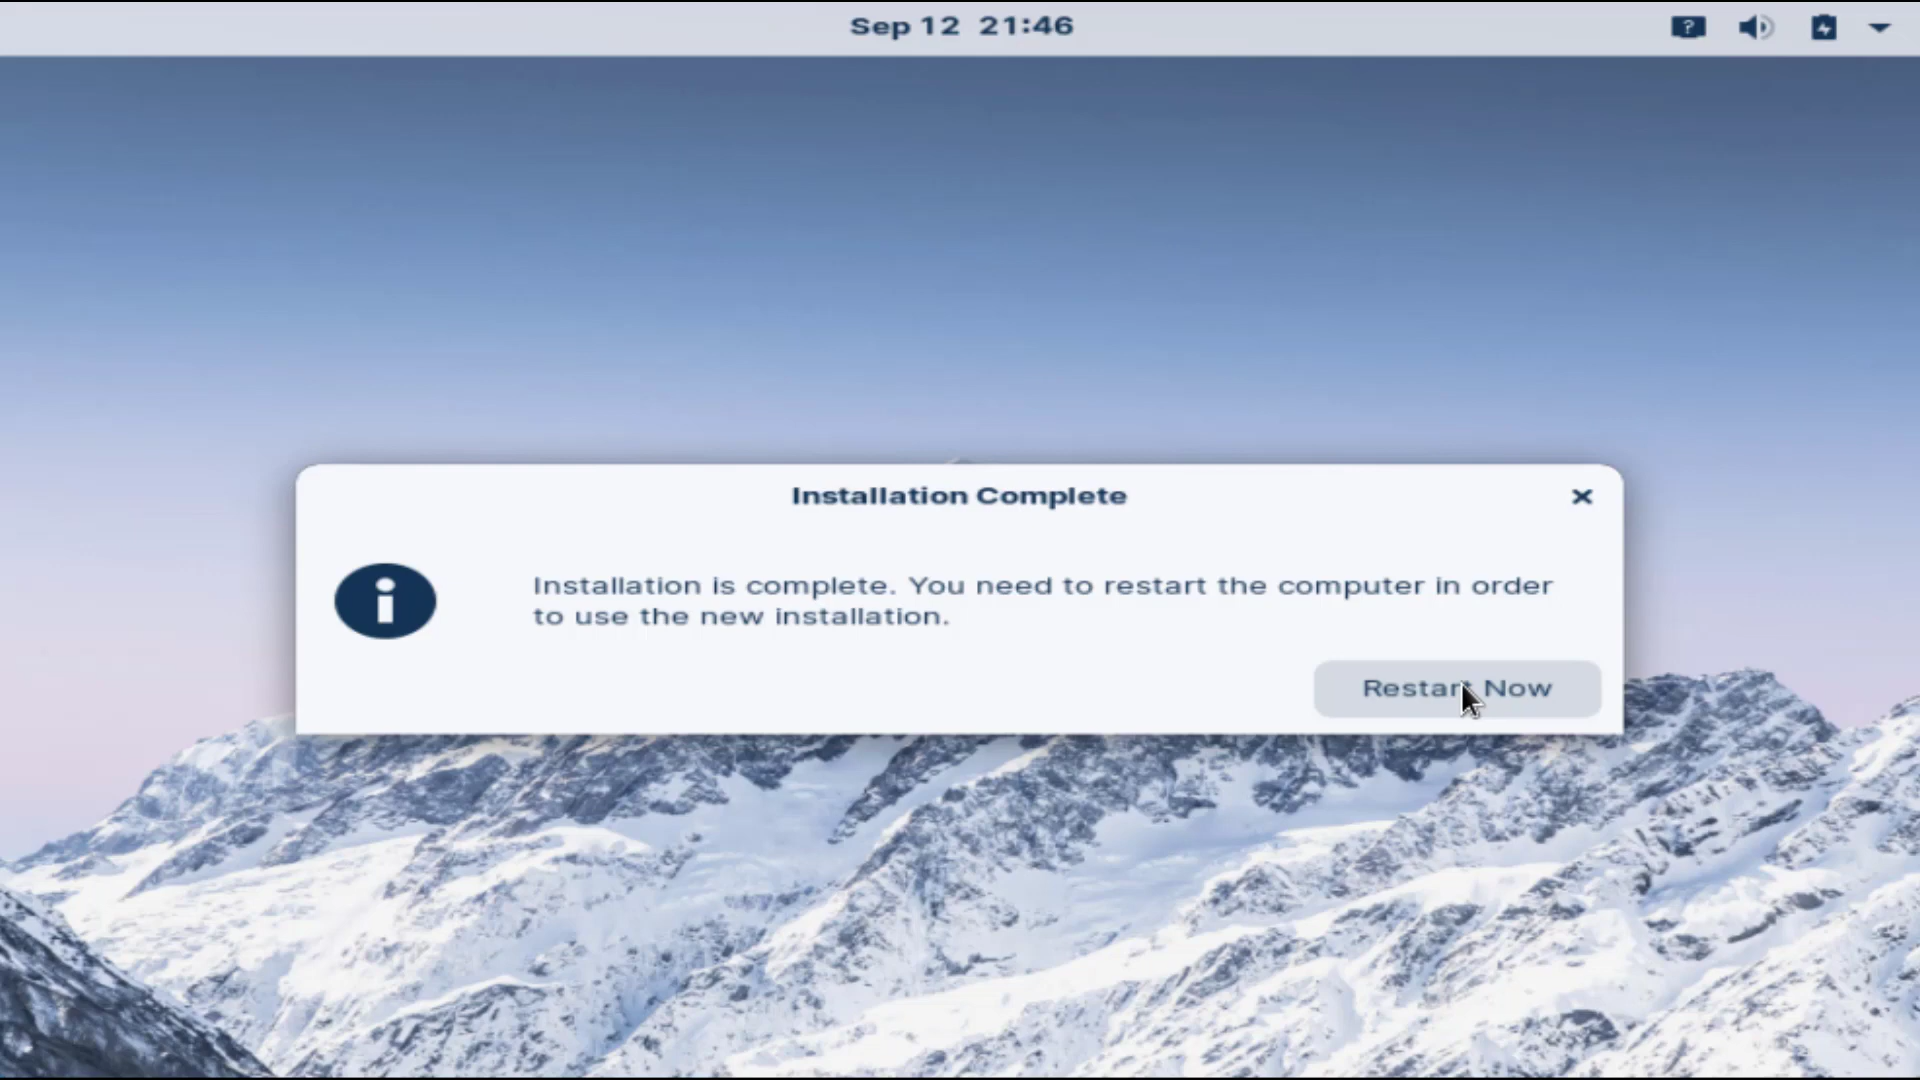 Sep 12 21:46
Installation Complete
Installation is complete. You need to restart the computer in order
to use the new installation.
Restart Now